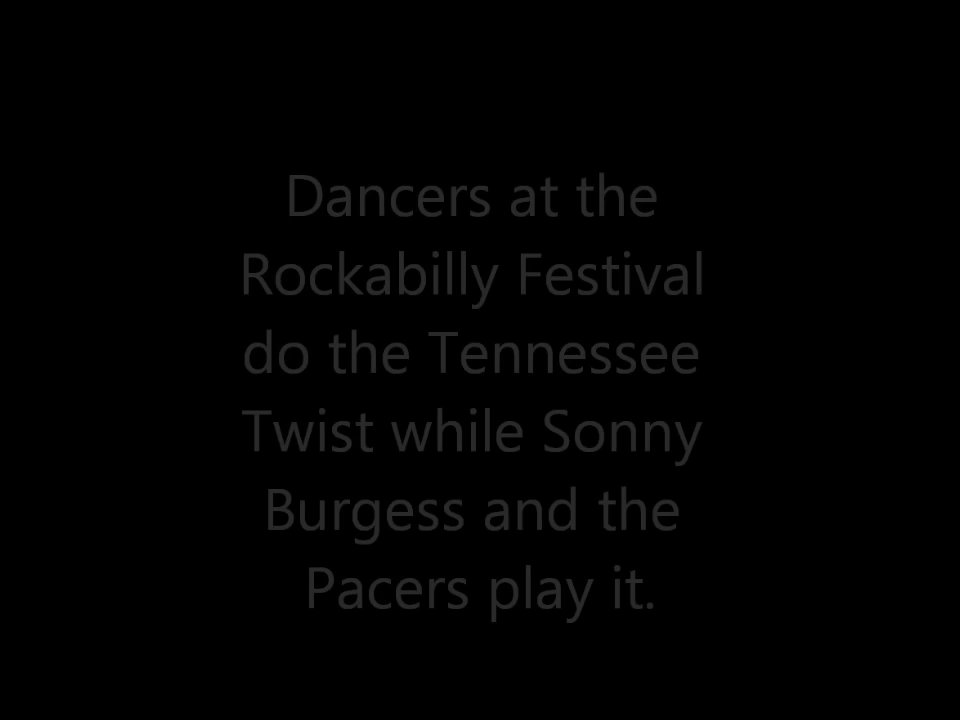 Dancers at the
Rockabilly Festival
do the Tennessee
Twist while Sonny
Burgess and the
Pacers play it.